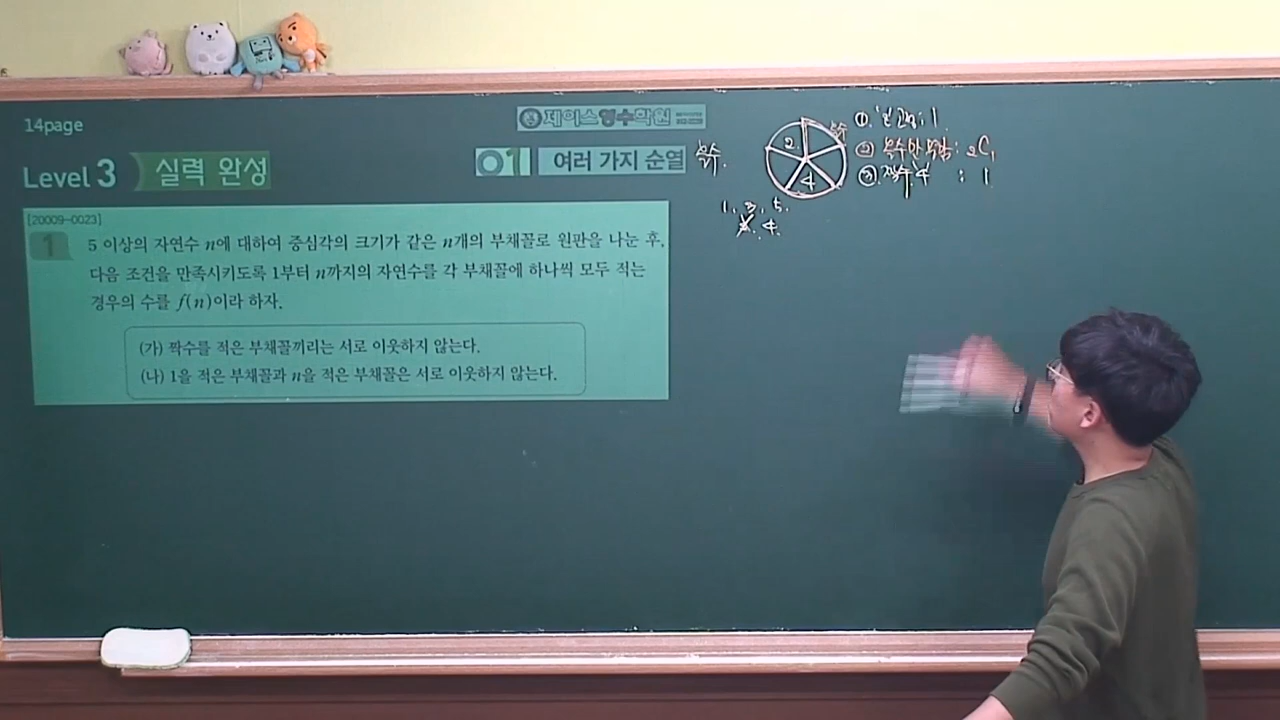 14page
제이스영수학원
Level 3 실력 완성
01 여러 가지 순열
[20009-0023]
1 5 이상의 자연수 n에 대하여 중심각의 크기가 같은 n개의 부채꼴로 원판을 나눈 후,
다음 조건을 만족시키도록 1부터 n까지의 자연수를 각 부채꼴에 하나씩 모두 적는
경우의 수를 f(n)이라 하자.
(가) 짝수를 적은 부채꼴끼리는 서로 이웃하지 않는다.
(나) 1을 적은 부채꼴과 n을 적은 부채꼴은 서로 이웃하지 않는다.
홀수.
2
4
1, 3, 5.
4.
: 1
: ₂C₁
③ 짝수 4 : 1